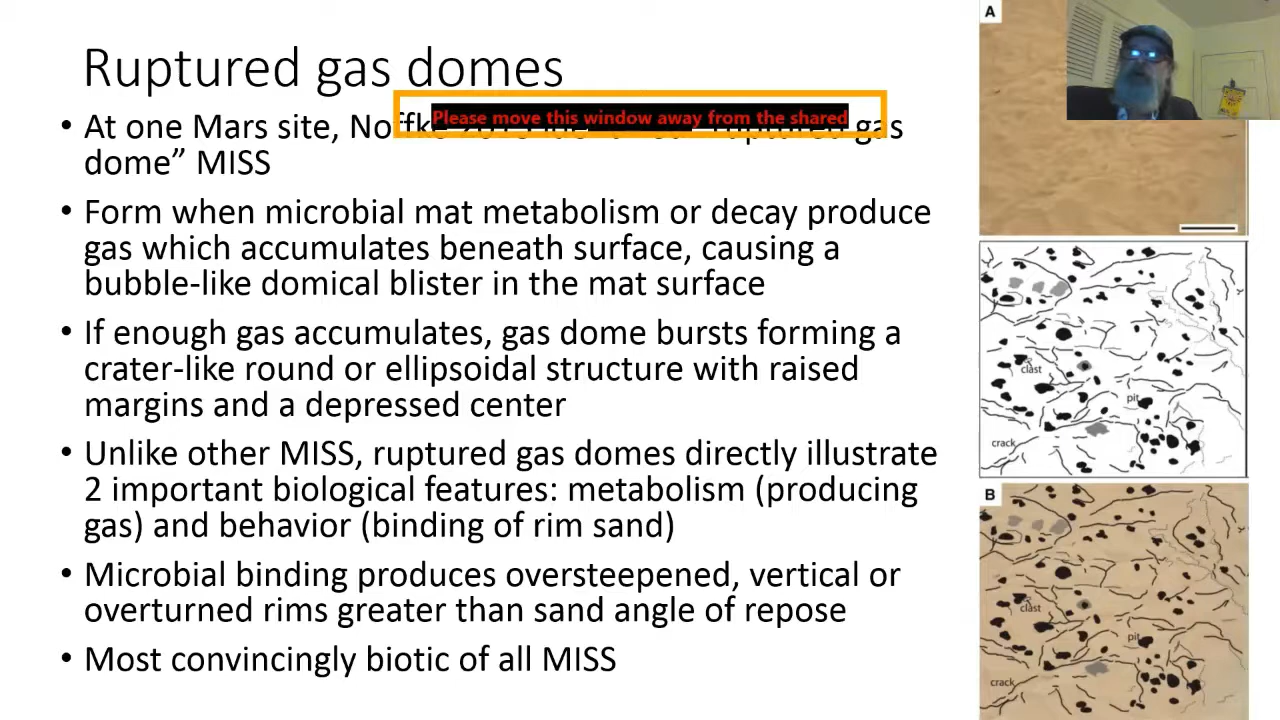 Ruptured gas domes
Please move this window away from the shared
• At one Mars site, Noffke gas
dome” MISS
• Form when microbial mat metabolism or decay produce
gas which accumulates beneath surface, causing a
bubble-like domical blister in the mat surface
• If enough gas accumulates, gas dome bursts forming a
crater-like round or ellipsoidal structure with raised
margins and a depressed center
• Unlike other MISS, ruptured gas domes directly illustrate
2 important biological features: metabolism (producing
gas) and behavior (binding of rim sand)
• Microbial binding produces oversteepened, vertical or
overturned rims greater than sand angle of repose
• Most convincingly biotic of all MISS
A
clast
pit
crack
B
clast
pit
crack